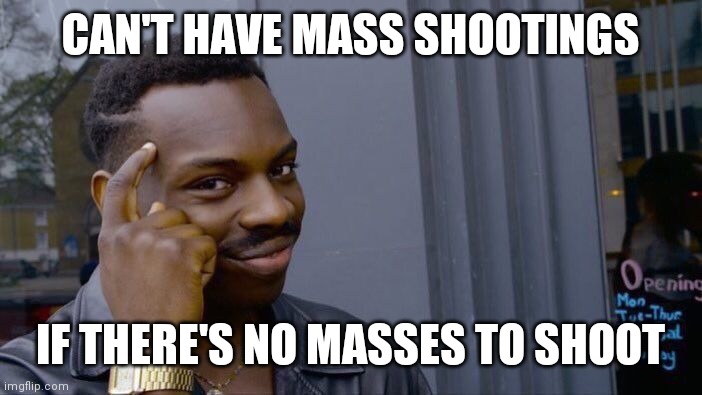 CAN'T HAVE MASS SHOOTINGS
Opening
Mon
Tue-Thur
IF THERE'S NO MASSES TO SHOOT
imgflip.com